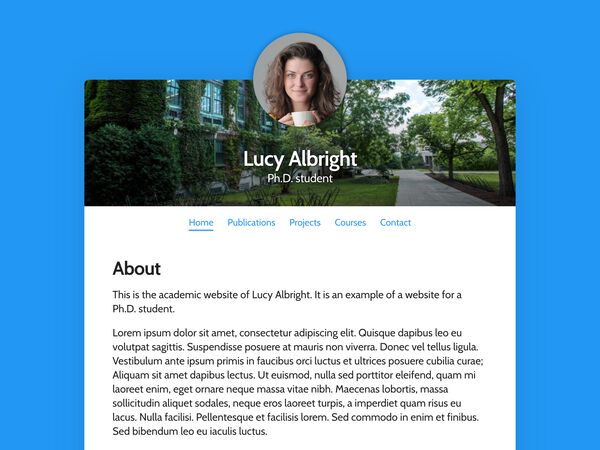 Lucy Albright
Ph.D. student
Home Publications Projects Courses Contact
About
This is the academic website of Lucy Albright. It is an example of a website for a
Ph.D. student.
Lorem ipsum dolor sit amet, consectetur adipiscing elit. Quisque dapibus leo eu
volutpat sagittis. Suspendisse posuere at mauris non viverra. Donec vel tellus ligula.
Vestibulum ante ipsum primis in faucibus orci luctus et ultrices posuere cubilia curae;
Aliquam sit amet dapibus lectus. Ut euismod, nulla sed porttitor eleifend, quam mi
laoreet enim, eget ornare neque massa vitae nibh. Maecenas lobortis, massa
sollicitudin aliquet sodales, neque eros laoreet turpis, a imperdiet quam risus eu
lacus. Nulla facilisi. Pellentesque et facilisis lorem. Sed commodo in enim et finibus.
Sed bibendum leo eu iaculis luctus.